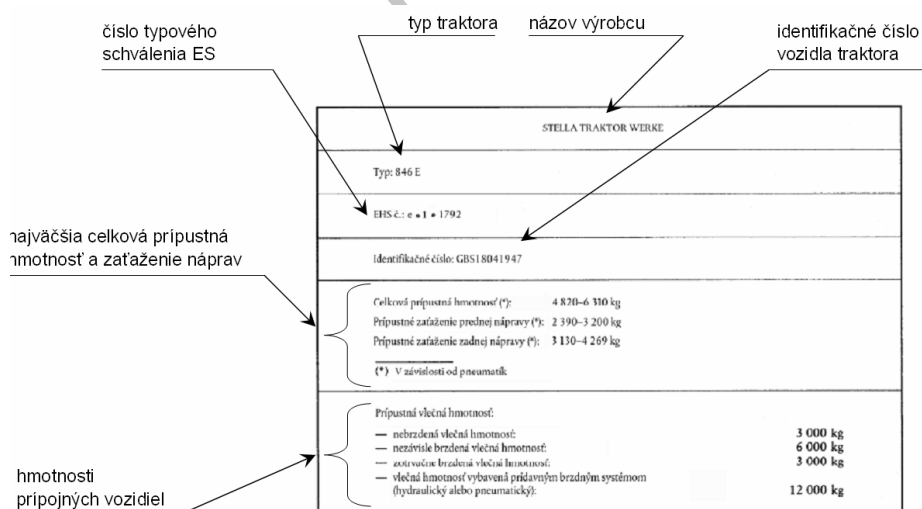 číslo typového
schválenia ES
typ traktora
názov výrobcu
identifikačné číslo
vozidla traktora
STELLA TRAKTOR WERKE
Typ: 846 E
EHS č.: e • 1 • 1792
Identifikačné číslo: GBS18041947
najväčšia celková prípustná
hmotnosť a zaťaženie náprav
Celková prípustná hmotnosť (*): 4 820–6 310 kg
Prípustné zaťaženie prednej nápravy (*): 2 390–3 200 kg
Prípustné zaťaženie zadnej nápravy (*): 3 130–4 269 kg
(*) V závislosti od pneumatík
Prípustná vlečná hmotnosť:
— nebrzdená vlečná hmotnosť: 3 000 kg
— nezávisle brzdená vlečná hmotnosť: 6 000 kg
— zotrvačne brzdená vlečná hmotnosť: 3 000 kg
— vlečná hmotnosť vybavená prídavným brzdným systémom
(hydraulický alebo pneumatický): 12 000 kg
hmotnosti
prípojných vozidiel